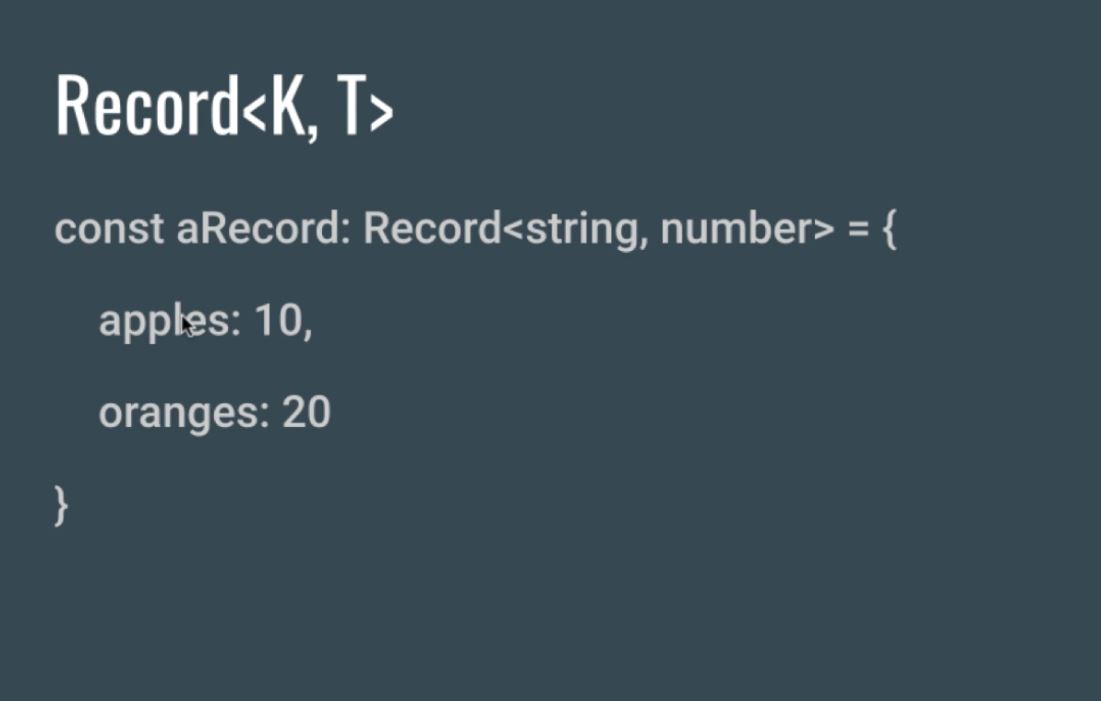 Record<K, T>
const aRecord: Record<string, number> = {
apples: 10,
oranges: 20
}